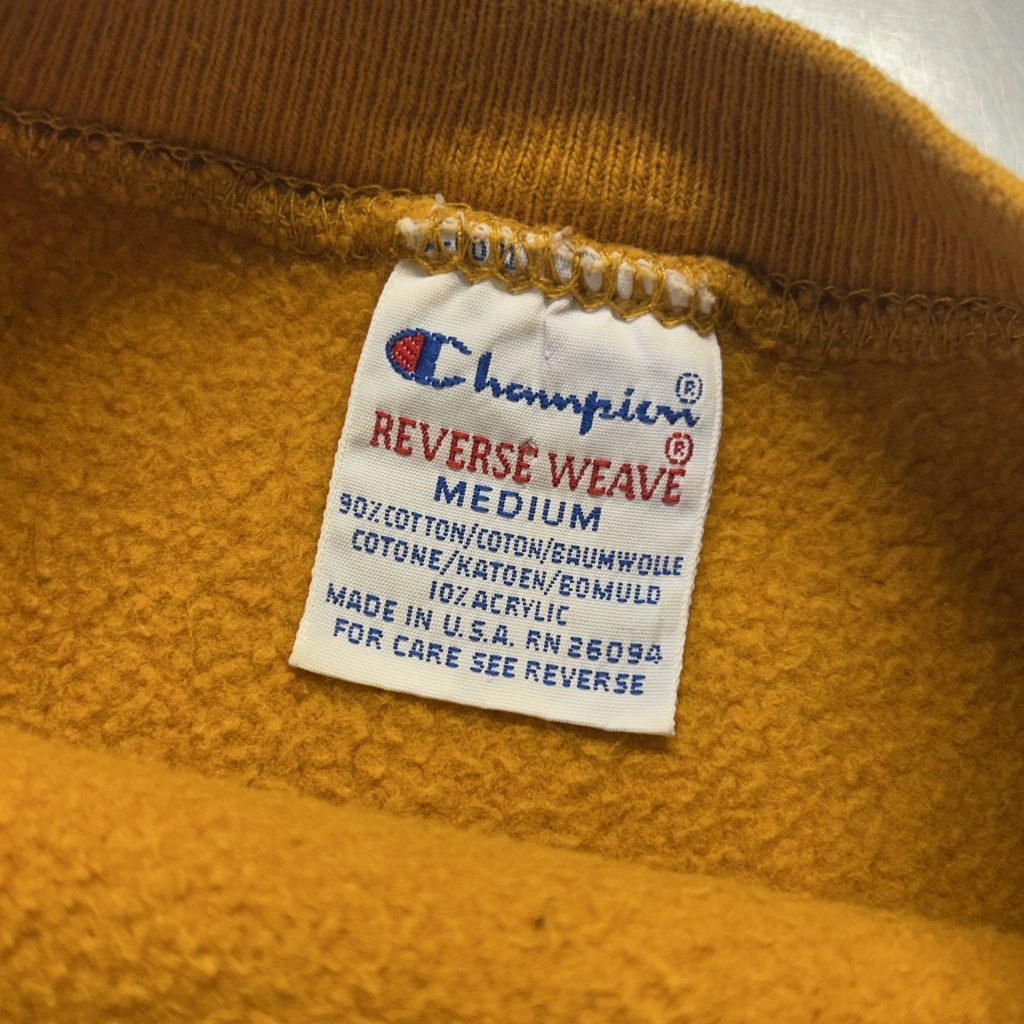 Champion®
REVERSE WEAVE®
MEDIUM
90% COTTON/COTON/BAUMWOLLE
COTONE/KATOEN/BOMULD
10% ACRYLIC
MADE IN U.S.A. RN 26094
FOR CARE SEE REVERSE